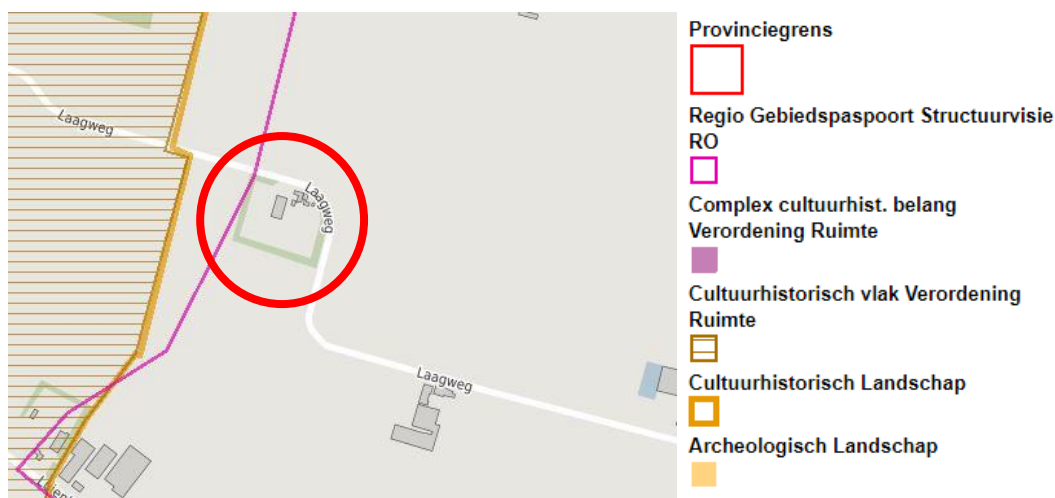 Laagweg
Laagweg
Laagweg
Provinciegrens
Regio Gebiedspaspoort Structuurvisie
RO
Complex cultuurhist. belang
Verordening Ruimte
Cultuurhistorisch vlak Verordening
Ruimte
Cultuurhistorisch Landschap
Archeologisch Landschap